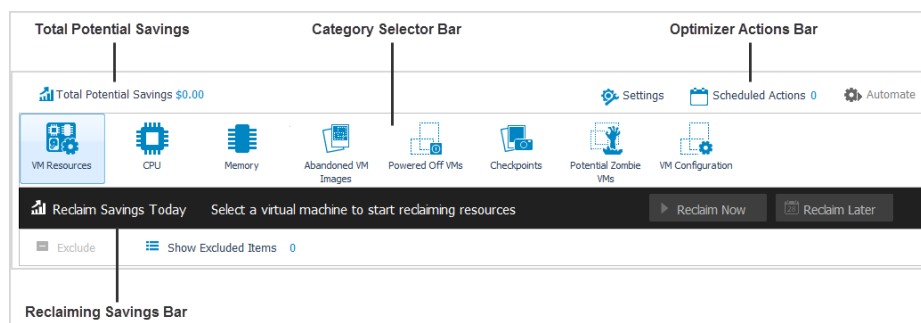 Total Potential Savings Category Selector Bar Optimizer Actions Bar
Total Potential Savings $0.00 Settings Scheduled Actions 0 Automate
VM Resources CPU Memory Abandoned VM Images Powered Off VMs Checkpoints Potential Zombie VMs VM Configuration
Reclaim Savings Today Select a virtual machine to start reclaiming resources Reclaim Now Reclaim Later
Exclude Show Excluded Items 0
Reclaiming Savings Bar